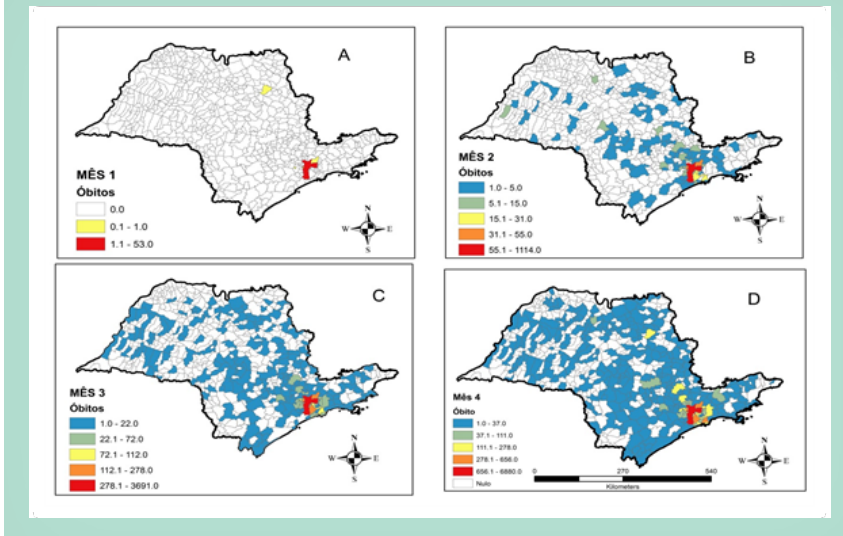 A
MÊS 1
Óbitos
0.0
0.1 - 1.0
1.1 - 53.0
N
W E
S
B
MÊS 2
Óbitos
1.0 - 5.0
5.1 - 15.0
15.1 - 31.0
31.1 - 55.0
55.1 - 1114.0
N
W E
S
C
MÊS 3
Óbitos
1.0 - 22.0
22.1 - 72.0
72.1 - 112.0
112.1 - 278.0
278.1 - 3691.0
N
W E
S
D
Mês 4
Óbito
1.0 - 37.0
37.1 - 111.0
111.1 - 278.0
278.1 - 656.0
656.1 - 6880.0
Nulo
0 270 540
Kilometers
N
W E
S